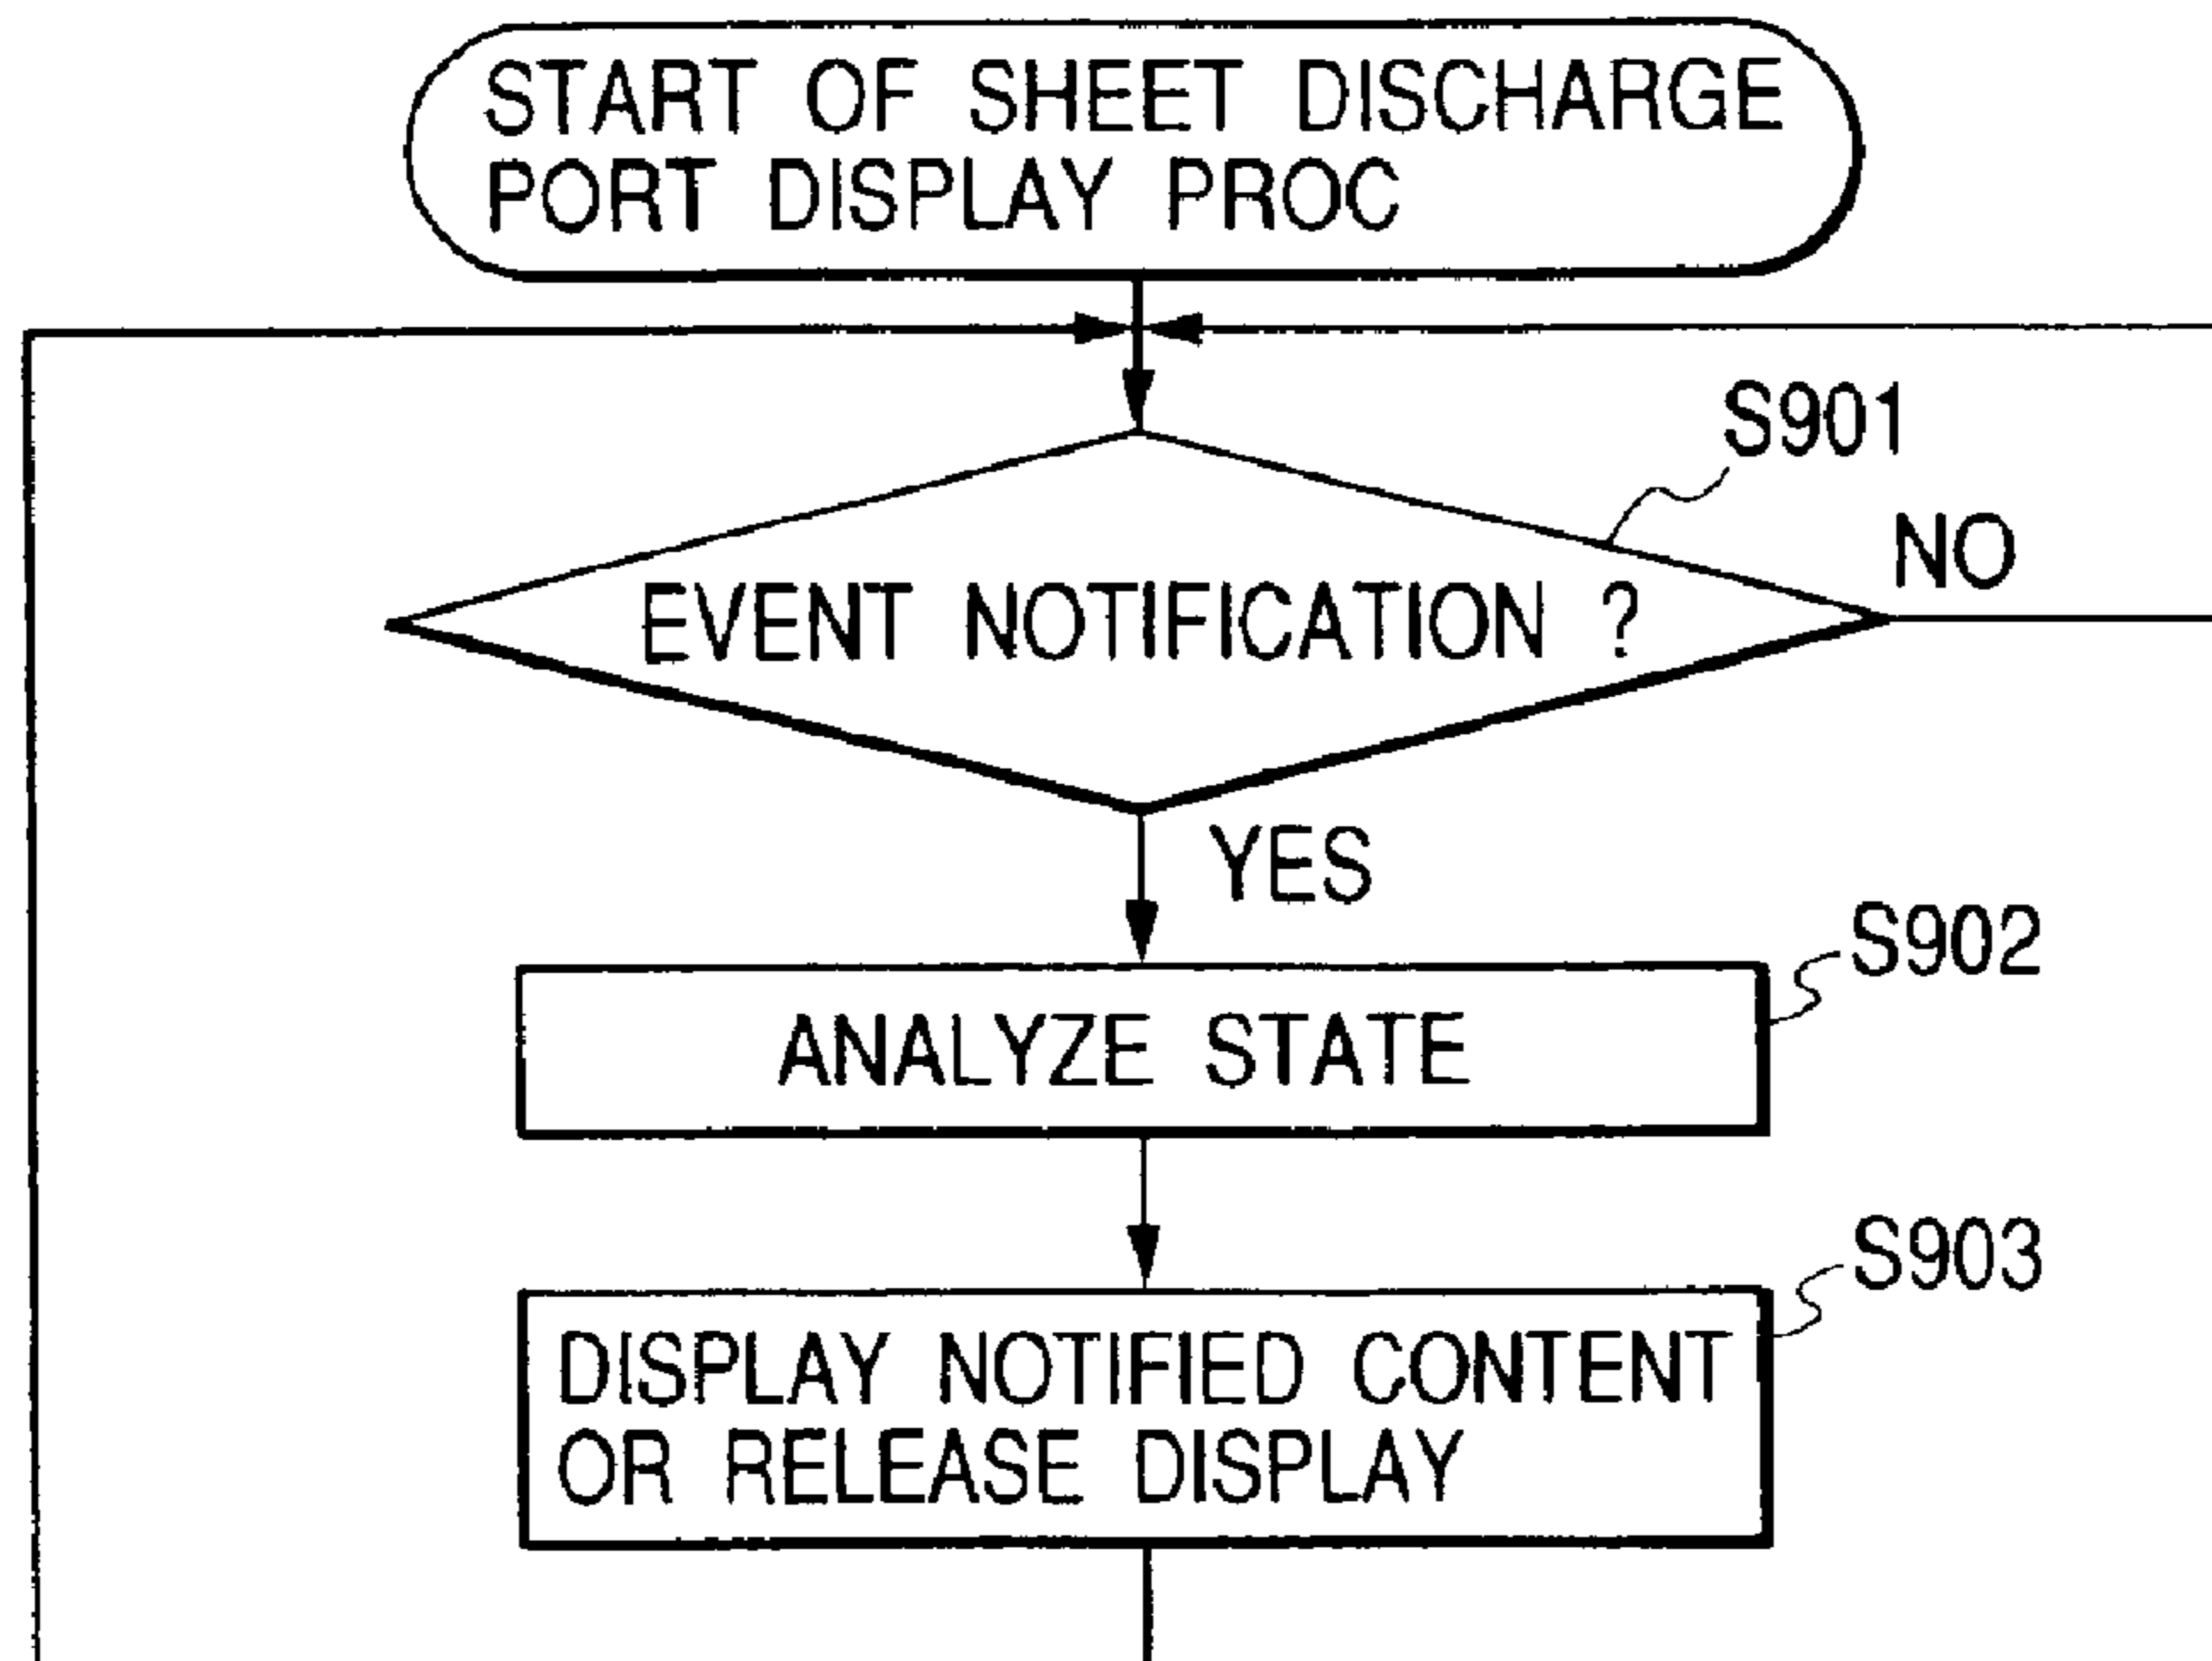 START OF SHEET DISCHARGE
PORT DISPLAY PROC
S901
NO
EVENT NOTIFICATION ?
YES
S902
ANALYZE STATE
S903
DISPLAY NOTIFIED CONTENT
OR RELEASE DISPLAY